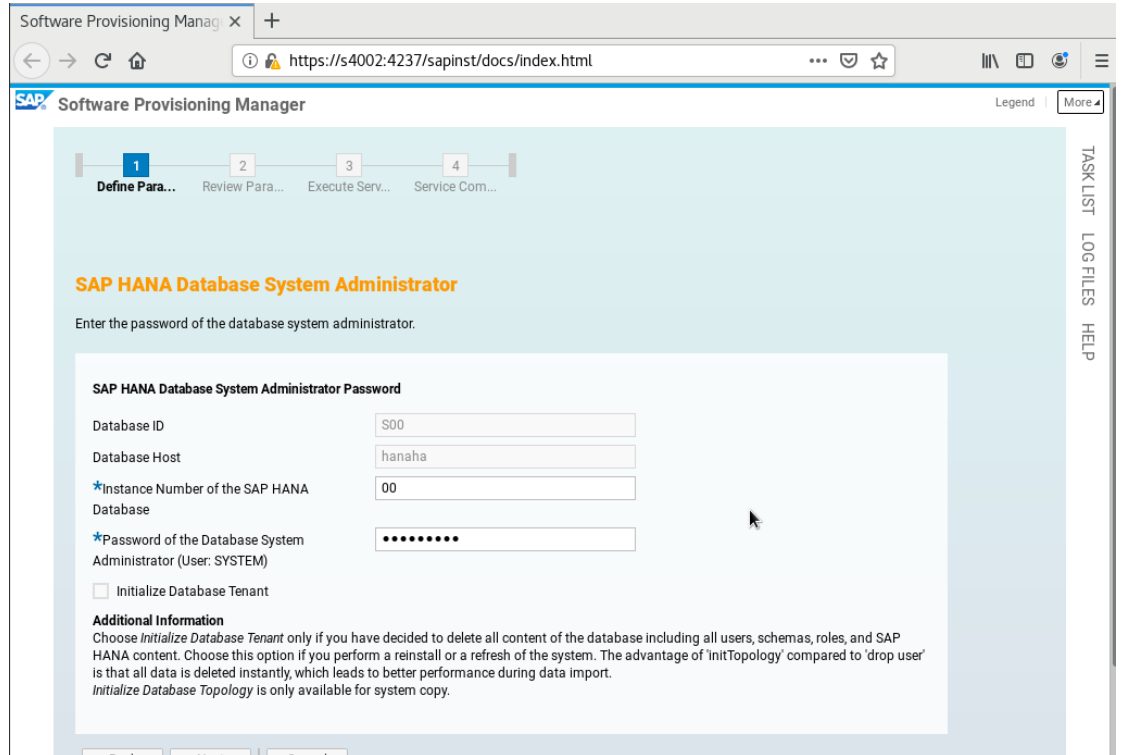 Software Provisioning Manag
https://s4002:4237/sapinst/docs/index.html
SAP Software Provisioning Manager
Legend
More
1
2
3
4
Define Para...
Review Para...
Execute Serv...
Service Com...
TASK LIST
LOG FILES
HELP
SAP HANA Database System Administrator
Enter the password of the database system administrator.
SAP HANA Database System Administrator Password
Database ID
S00
Database Host
hanaha
*Instance Number of the SAP HANA
Database
00
*Password of the Database System
Administrator (User: SYSTEM)
•••••••••
Initialize Database Tenant
Additional Information
Choose Initialize Database Tenant only if you have decided to delete all content of the database including all users, schemas, roles, and SAP
HANA content. Choose this option if you perform a reinstall or a refresh of the system. The advantage of 'initTopology' compared to 'drop user'
is that all data is deleted instantly, which leads to better performance during data import.
Initialize Database Topology is only available for system copy.